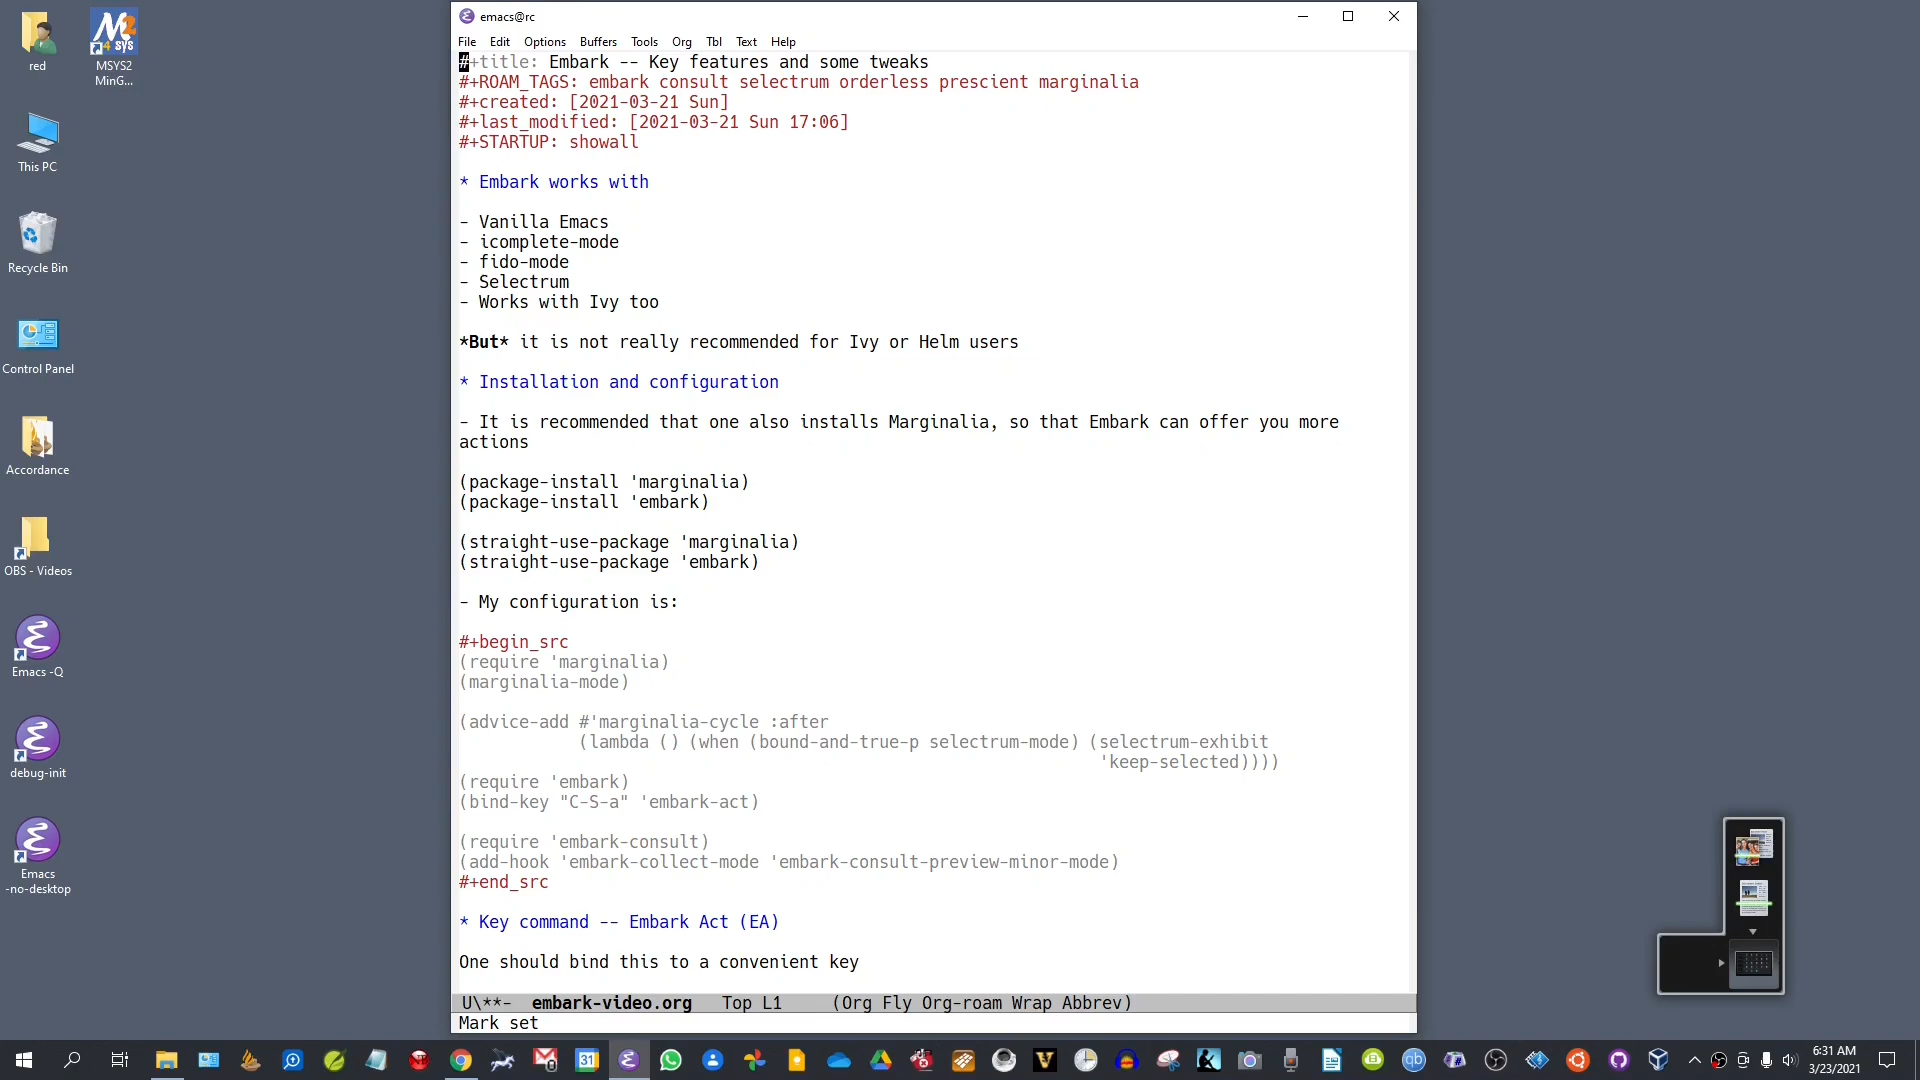 red
MSYS2
MinG...
This PC
Recycle Bin
Control Panel
Accordance
OBS - Videos
Emacs -Q
debug-init
Emacs
-no-desktop
emacs@rc
File Edit Options Buffers Tools Org Tbl Text Help
#+title: Embark -- Key features and some tweaks
#+ROAM_TAGS: embark consult selectrum orderless prescient marginalia
#+created: [2021-03-21 Sun]
#+last_modified: [2021-03-21 Sun 17:06]
#+STARTUP: showall
* Embark works with
- Vanilla Emacs
- icomplete-mode
- fido-mode
- Selectrum
- Works with Ivy too
*But* it is not really recommended for Ivy or Helm users
* Installation and configuration
- It is recommended that one also installs Marginalia, so that Embark can offer you more
actions
(package-install 'marginalia)
(package-install 'embark)
(straight-use-package 'marginalia)
(straight-use-package 'embark)
- My configuration is:
#+begin_src
(require 'marginalia)
(marginalia-mode)
(advice-add #'marginalia-cycle :after
(lambda () (when (bound-and-true-p selectrum-mode) (selectrum-exhibit
'keep-selected))))
(require 'embark)
(bind-key "C-S-a" 'embark-act)
(require 'embark-consult)
(add-hook 'embark-collect-mode 'embark-consult-preview-minor-mode)
#+end_src
* Key command -- Embark Act (EA)
One should bind this to a convenient key
U\**- embark-video.org Top L1 (Org Fly Org-roam Wrap Abbrev)
Mark set
6:31 AM
3/23/2021